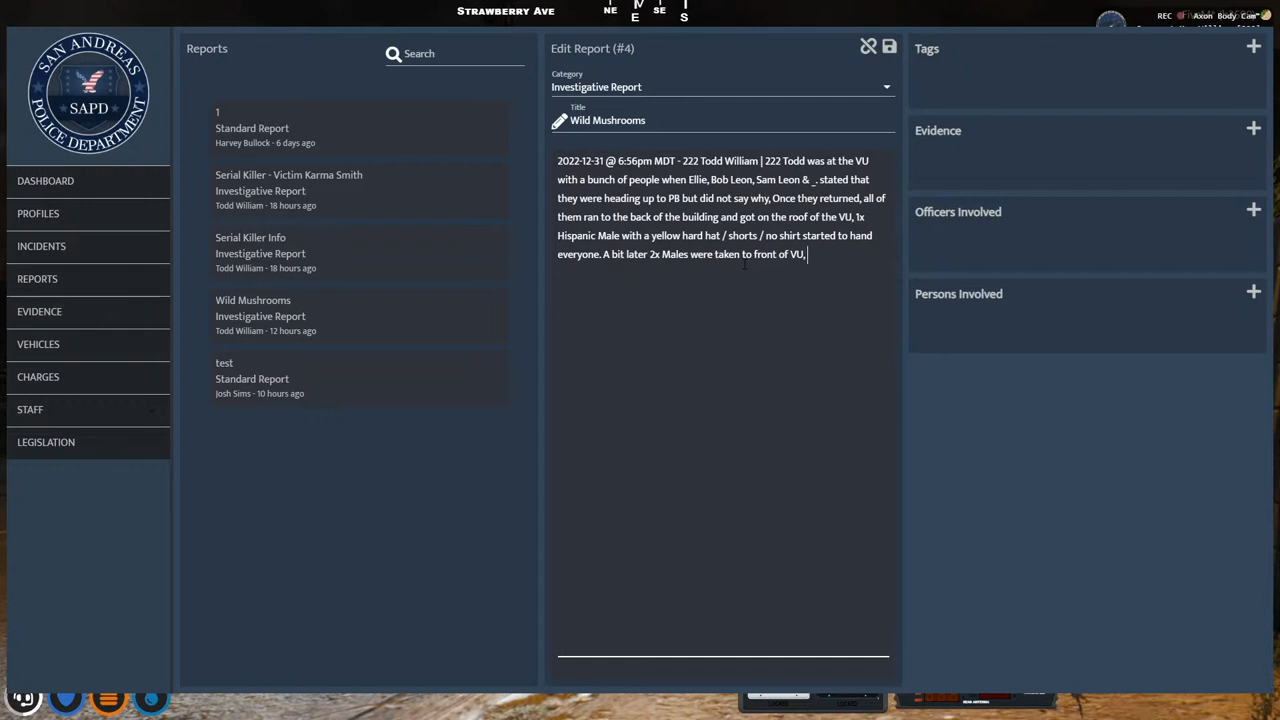 STRAWBERRY AVE
NE
SE
E
S
REC
Axon Body Cam
SAN ANDREAS
SAPD
POLICE DEPARTMENT
DASHBOARD
PROFILES
INCIDENTS
REPORTS
EVIDENCE
VEHICLES
CHARGES
STAFF
LEGISLATION
Reports
Search
1
Standard Report
Harvey Bullock - 6 days ago
Serial Killer - Victim Karma Smith
Investigative Report
Todd William - 18 hours ago
Serial Killer Info
Investigative Report
Todd William - 18 hours ago
Wild Mushrooms
Investigative Report
Todd William - 12 hours ago
test
Standard Report
Josh Sims - 10 hours ago
Edit Report (#4)
Category
Investigative Report
Title
Wild Mushrooms
2022-12-31 @ 6:56pm MDT - 222 Todd William | 222 Todd was at the VU
with a bunch of people when Ellie, Bob Leon, Sam Leon & _. stated that
they were heading up to PB but did not say why, Once they returned, all of
them ran to the back of the building and got on the roof of the VU, 1x
Hispanic Male with a yellow hard hat / shorts / no shirt started to hand
everyone. A bit later 2x Males were taken to front of VU,
Tags
Evidence
Officers Involved
Persons Involved
LOCKED
LOCKED
REAR ANTENNA